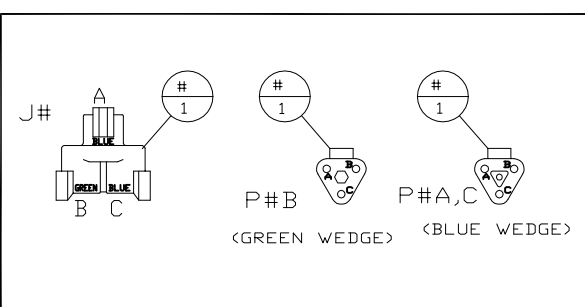 J#
A
#
1
BLUE
GREEN
BLUE
B
C
#
1
A
B
C
P#B
(GREEN WEDGE)
#
1
A
B
C
P#A,C
(BLUE WEDGE)